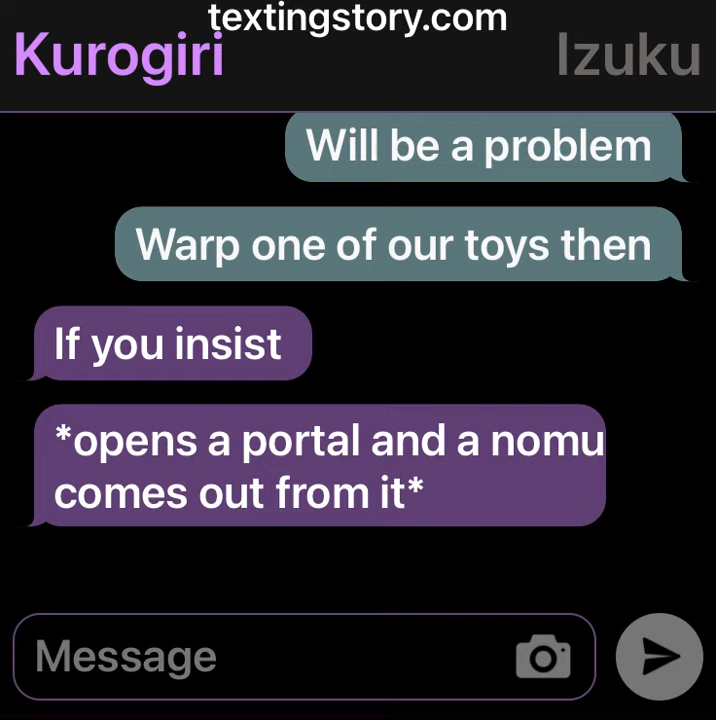 textingstory.com
Kurogiri
Izuku
Will be a problem
Warp one of our toys then
If you insist
*opens a portal and a nomu
comes out from it*
Message